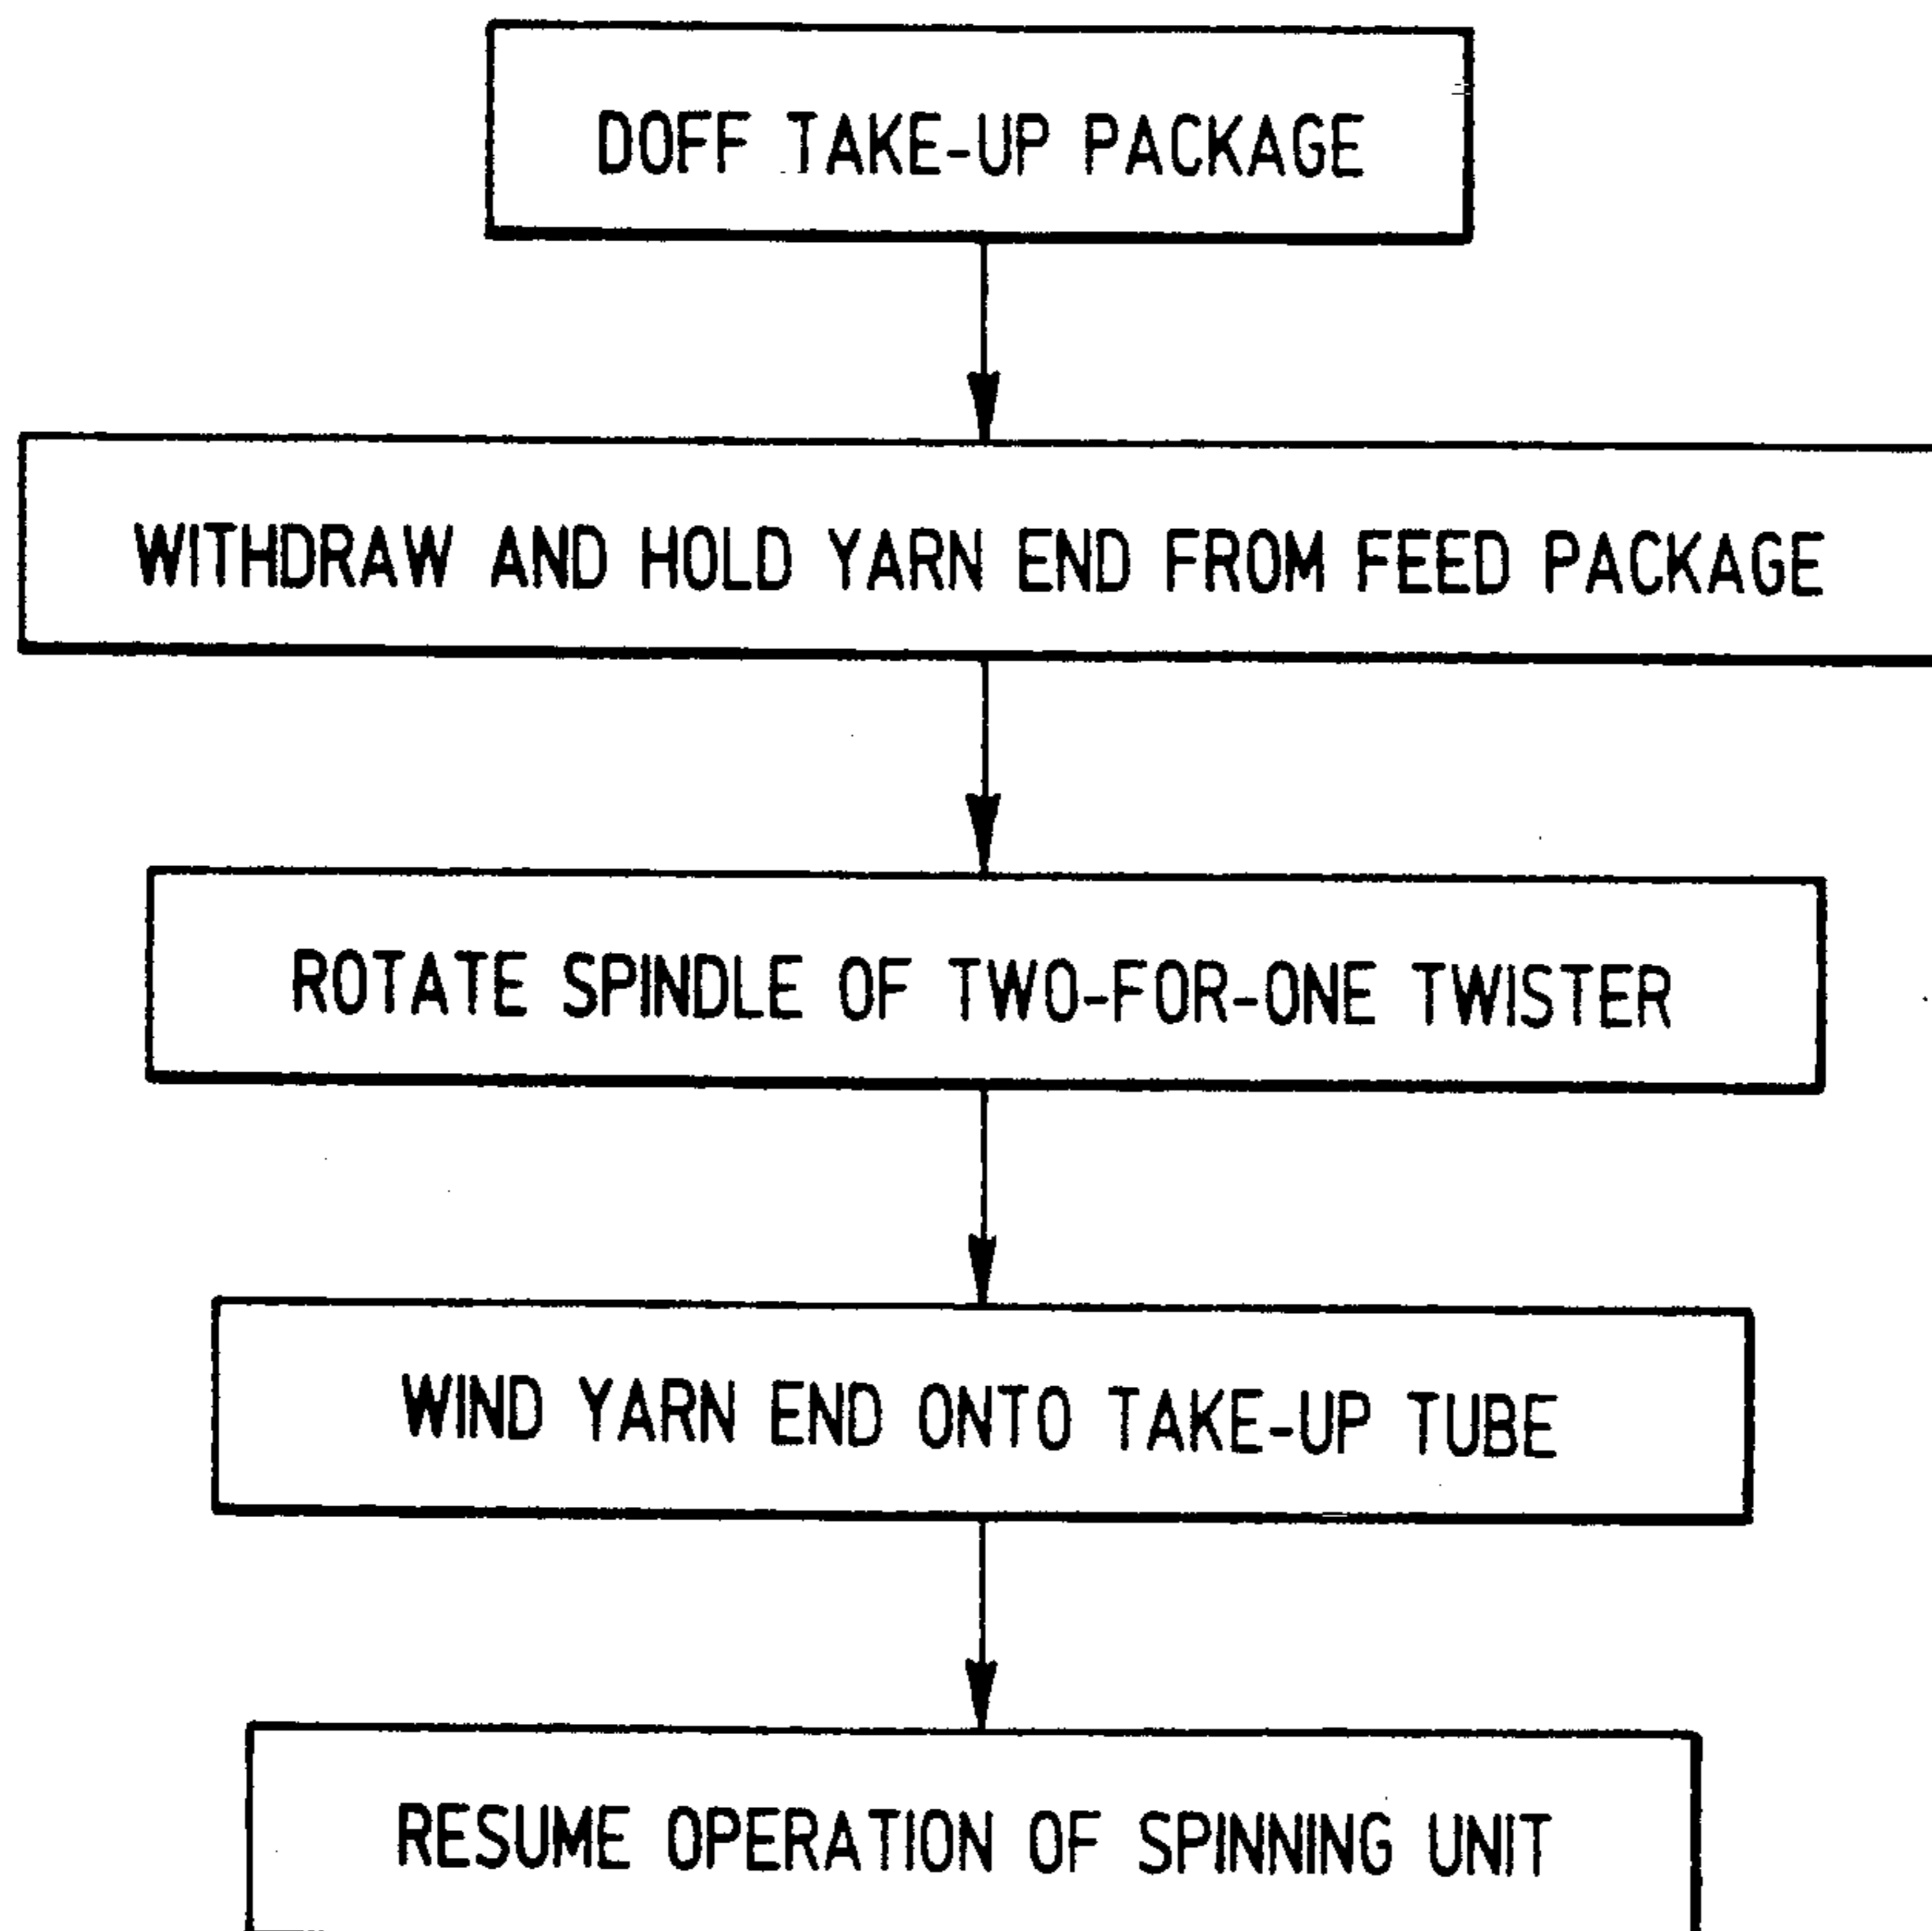 DOFF TAKE-UP PACKAGE
WITHDRAW AND HOLD YARN END FROM FEED PACKAGE
ROTATE SPINDLE OF TWO-FOR-ONE TWISTER
WIND YARN END ONTO TAKE-UP TUBE
RESUME OPERATION OF SPINNING UNIT